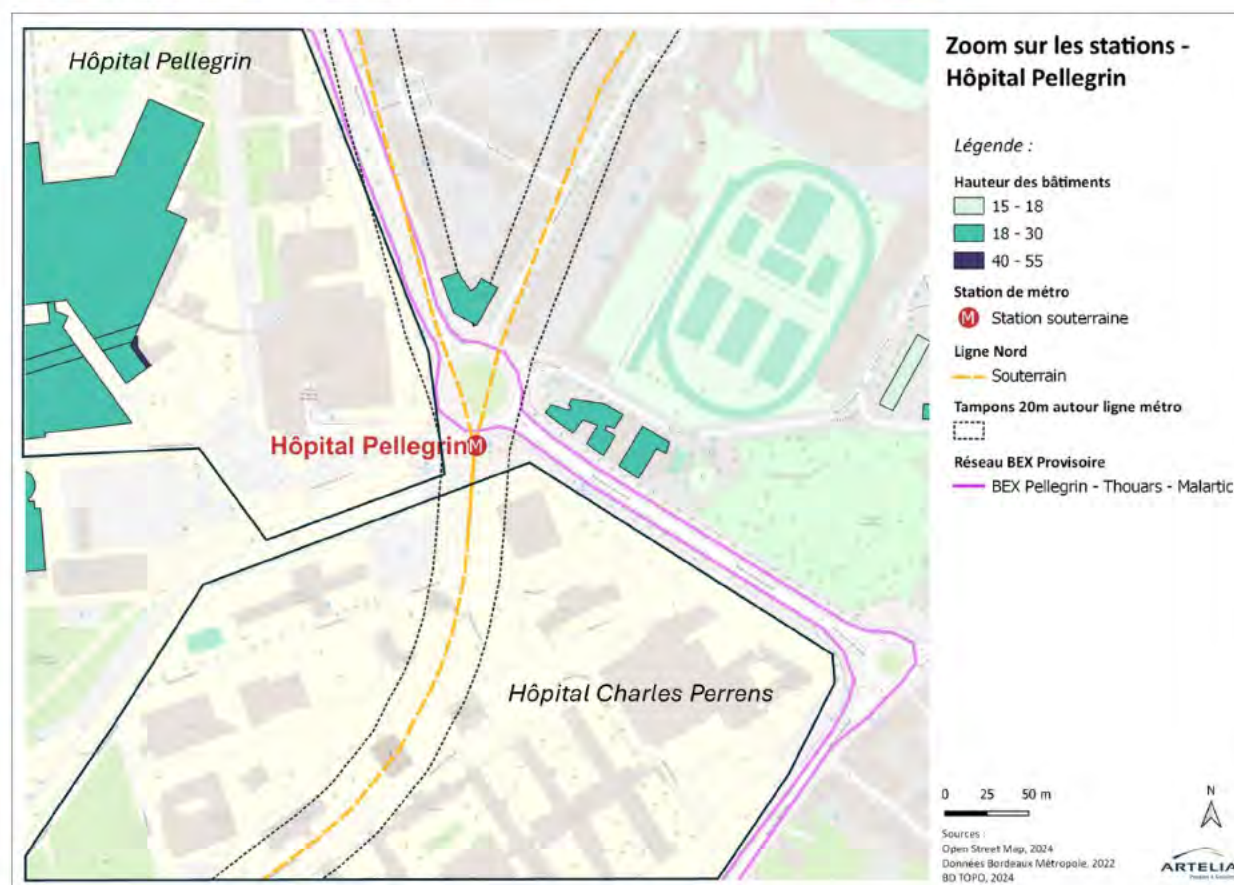 Hôpital Pellegrin
Hôpital Pellegrin
M
Hôpital Charles Perrens
Zoom sur les stations -
Hôpital Pellegrin
Légende :
Hauteur des bâtiments
15 - 18
18 - 30
40 - 55
Station de métro
M Station souterraine
Ligne Nord
Souterrain
Tampons 20m autour ligne métro
Réseau BEX Provisoire
BEX Pellegrin - Thouars - Malartic
0 25 50 m
N
Sources :
Open Street Map, 2024
Données Bordeaux Métropole, 2022
BD TOPO, 2024
ARTELIA